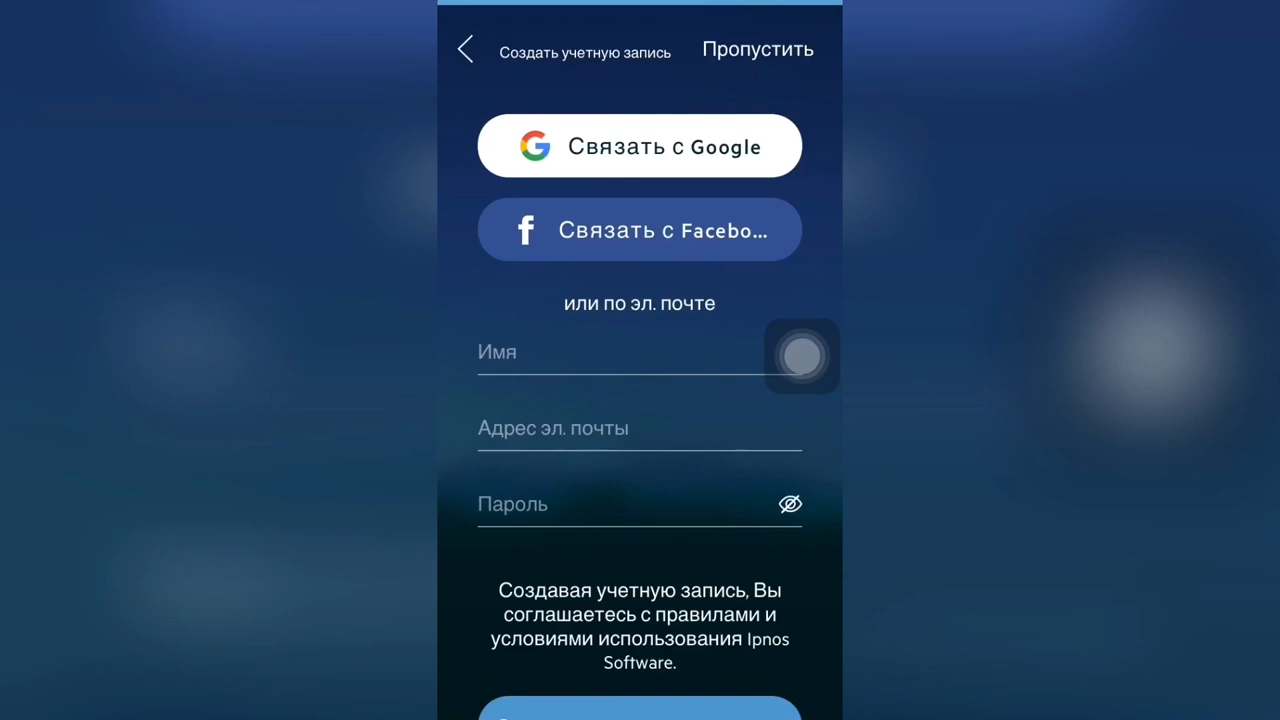 Создать учетную запись
Пропустить
Связать с Google
Связать с Facebo...
или по эл. почте
Имя
Адрес эл. почты
Пароль
Создавая учетную запись, Вы
соглашаетесь с правилами и
условиями использования Ipnos
Software.